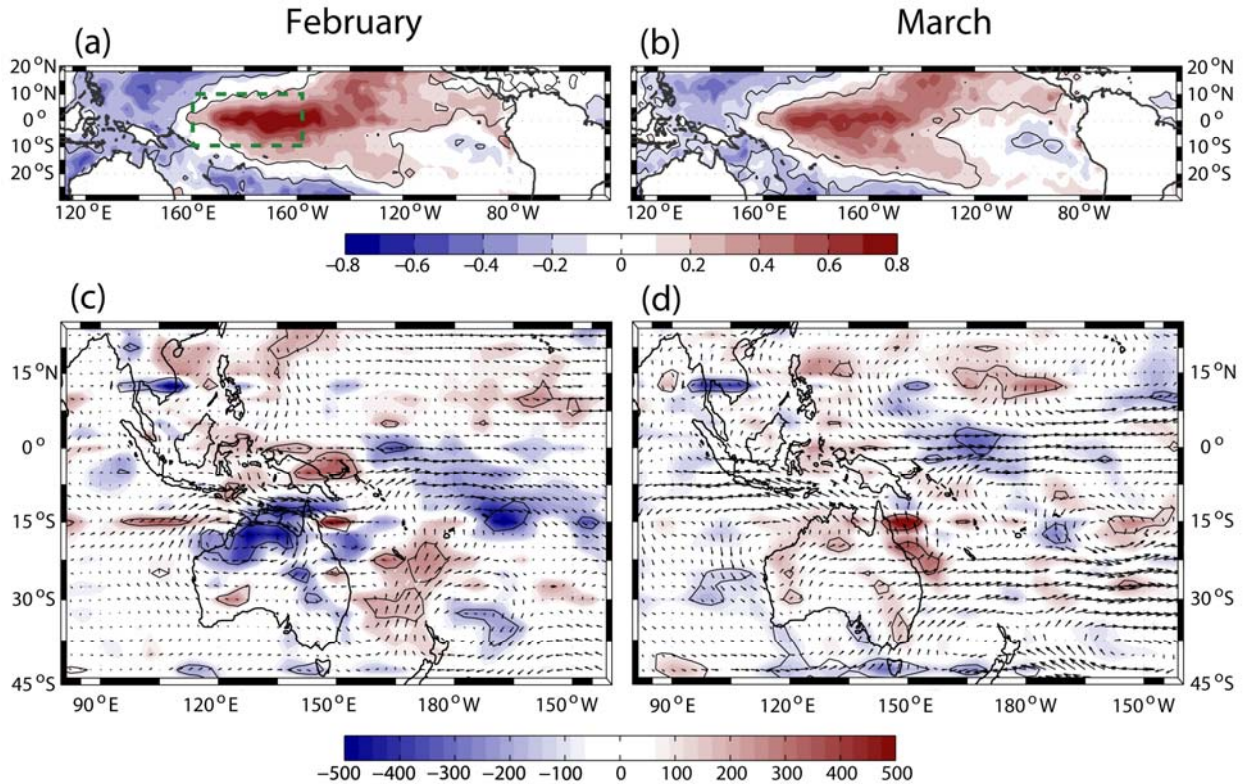 February March
(a) (b)
20°N 20°N
10°N 10°N
0° 0°
10°S 10°S
20°S 20°S
120°E 160°E 160°W 120°W 80°W 120°E 160°E 160°W 120°W 80°W
−0.8 −0.6 −0.4 −0.2 0 0.2 0.4 0.6 0.8
(c) (d)
15°N 15°N
0° 0°
15°S 15°S
30°S 30°S
45°S 45°S
90°E 120°E 150°E 180°W 150°W 90°E 120°E 150°E 180°W 150°W
−500 −400 −300 −200 −100 0 100 200 300 400 500